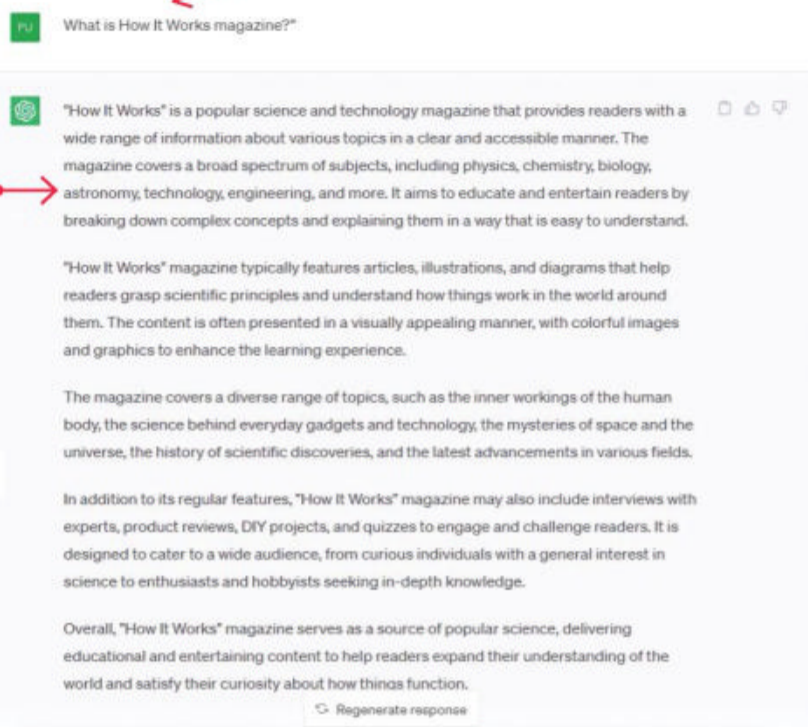 PU
What is How It Works magazine?"
"How It Works" is a popular science and technology magazine that provides readers with a
wide range of information about various topics in a clear and accessible manner. The
magazine covers a broad spectrum of subjects, including physics, chemistry, biology,
astronomy, technology, engineering, and more. It aims to educate and entertain readers by
breaking down complex concepts and explaining them in a way that is easy to understand.
"How It Works" magazine typically features articles, illustrations, and diagrams that help
readers grasp scientific principles and understand how things work in the world around
them. The content is often presented in a visually appealing manner, with colorful images
and graphics to enhance the learning experience.
The magazine covers a diverse range of topics, such as the inner workings of the human
body, the science behind everyday gadgets and technology, the mysteries of space and the
universe, the history of scientific discoveries, and the latest advancements in various fields.
In addition to its regular features, "How It Works" magazine may also include interviews with
experts, product reviews, DIY projects, and quizzes to engage and challenge readers. It is
designed to cater to a wide audience, from curious individuals with a general interest in
science to enthusiasts and hobbyists seeking in-depth knowledge.
Overall, "How It Works" magazine serves as a source of popular science, delivering
educational and entertaining content to help readers expand their understanding of the
world and satisfy their curiosity about how things function.
Regenerate response